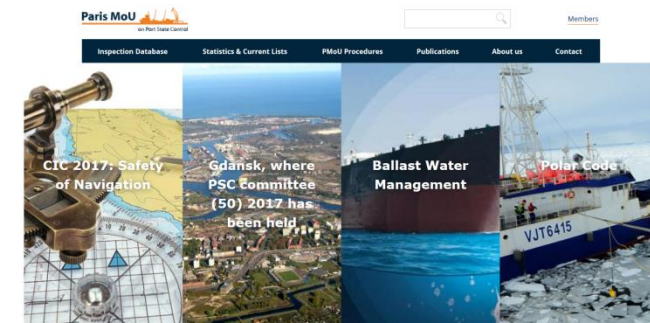 Paris MoU
on Port State Control
Members
Inspection Database Statistics & Current Lists PMoU Procedures Publications About us Contact
CIC 2017: Safety
of Navigation
Gdansk, where
PSC committee
(50) 2017 has
been held
Ballast Water
Management
Polar Code
VJT6415